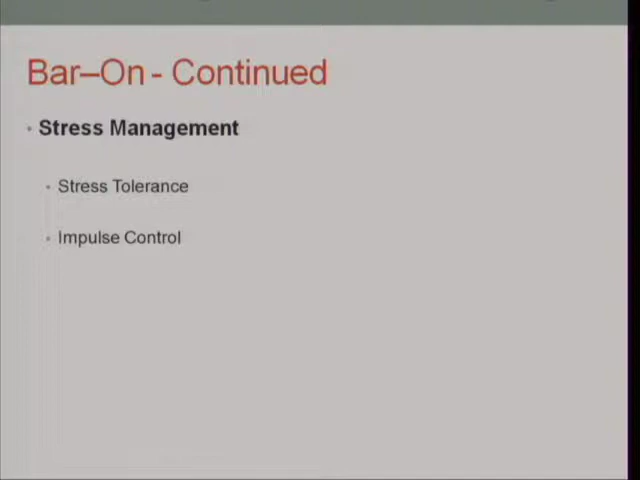 Bar–On - Continued
• Stress Management
• Stress Tolerance
• Impulse Control